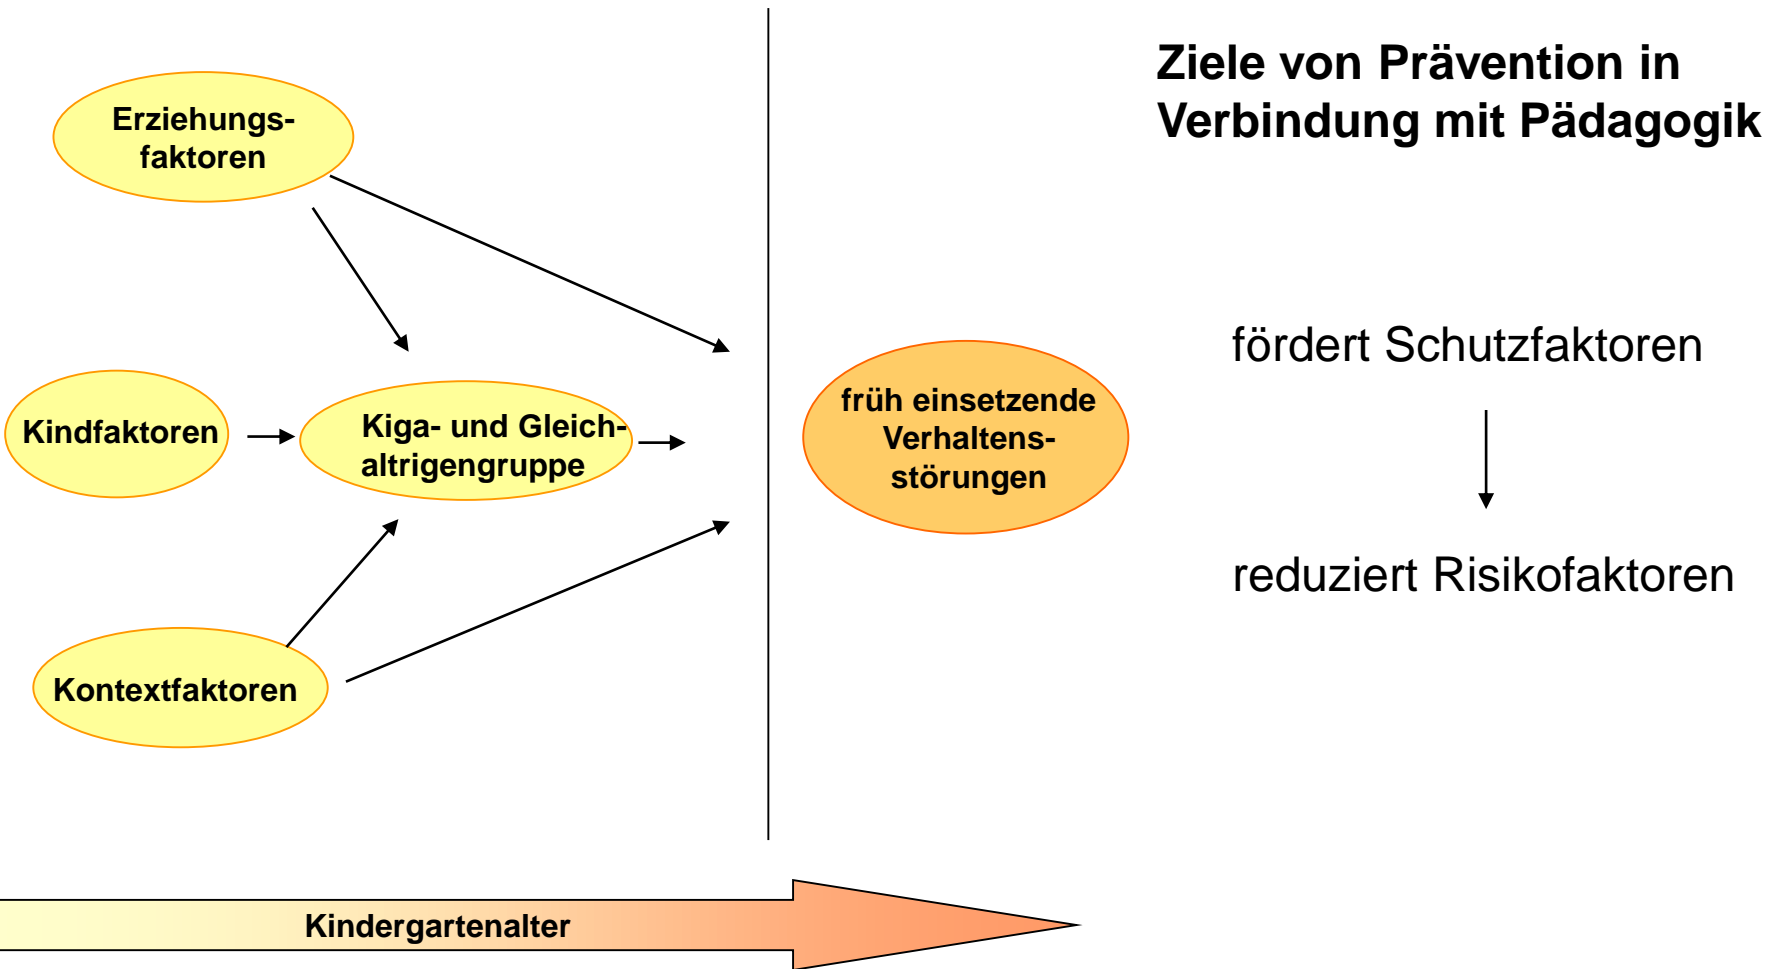 Ziele von Prävention in
Verbindung mit Pädagogik
Erziehungs-
faktoren
Kindfaktoren
Kiga- und Gleich-
altrigengruppe
Kontextfaktoren
früh einsetzende
Verhaltens-
störungen
fördert Schutzfaktoren
reduziert Risikofaktoren
Kindergartenalter